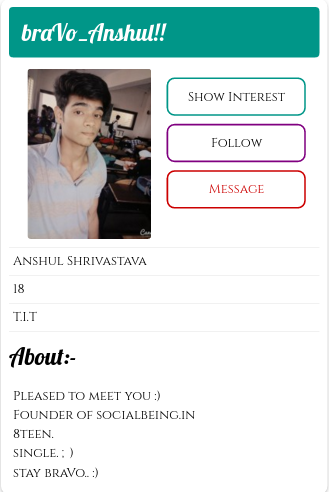 braVo_Anshul!!
Show Interest
Follow
Message
Anshul Shrivastava
18
T.I.T
About:-
Pleased to meet you :)
Founder of socialbeing.in
8teen.
single. ; )
stay braVo.. :)